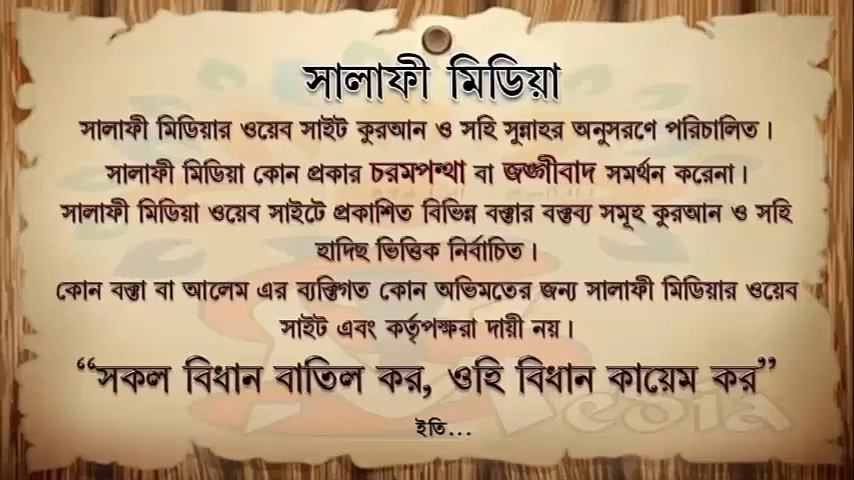 সালাফী মিডিয়া
সালাফী মিডিয়ার ওয়েব সাইট কুরআন ও সহি সুন্নাহর অনুসরণে পরিচালিত।
সালাফী মিডিয়া কোন প্রকার চরমপন্থা বা জঙ্গীবাদ সমর্থন করেনা।
সালাফী মিডিয়া ওয়েব সাইটে প্রকাশিত বিভিন্ন বক্তার বক্তব্য সমূহ কুরআন ও সহি
হাদিছ ভিত্তিক নির্বাচিত।
কোন বক্তা বা আলেম এর ব্যক্তিগত কোন অভিমতের জন্য সালাফী মিডিয়ার ওয়েব
সাইট এবং কর্তৃপক্ষরা দায়ী নয়।
“সকল বিধান বাতিল কর, ওহি বিধান কায়েম কর”
ইতি...